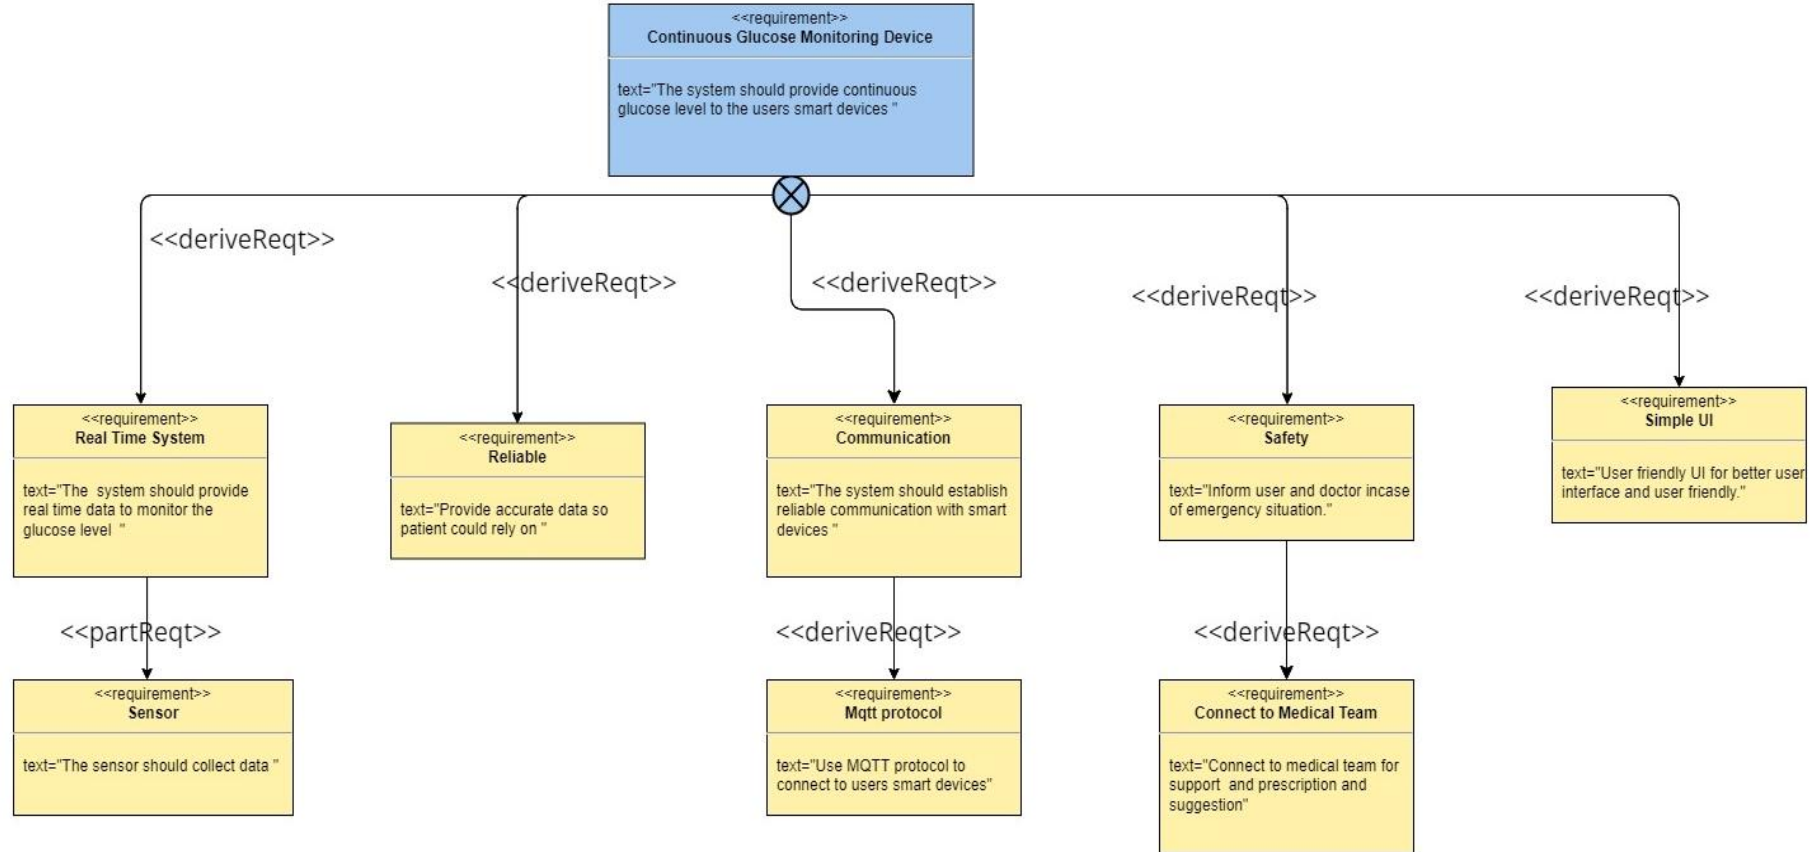 <<requirement>>
Continuous Glucose Monitoring Device
text="The system should provide continuous
glucose level to the users smart devices "
<<deriveReqt>>
<<deriveReqt>>
<<deriveReqt>>
<<deriveReqt>>
<<deriveReqt>>
<<requirement>>
Real Time System
text="The  system should provide
real time data to monitor the
glucose level  "
<<requirement>>
Reliable
text="Provide accurate data so
patient could rely on "
<<requirement>>
Communication
text="The system should establish
reliable communication with smart
devices "
<<requirement>>
Safety
text="Inform user and doctor incase
of emergency situation."
<<requirement>>
Simple UI
text="User friendly UI for better user
interface and user friendly."
<<partReqt>>
<<deriveReqt>>
<<deriveReqt>>
<<requirement>>
Sensor
text="The sensor should collect data "
<<requirement>>
Mqtt protocol
text="Use MQTT protocol to
connect to users smart devices"
<<requirement>>
Connect to Medical Team
text="Connect to medical team for
support  and prescription and
suggestion"